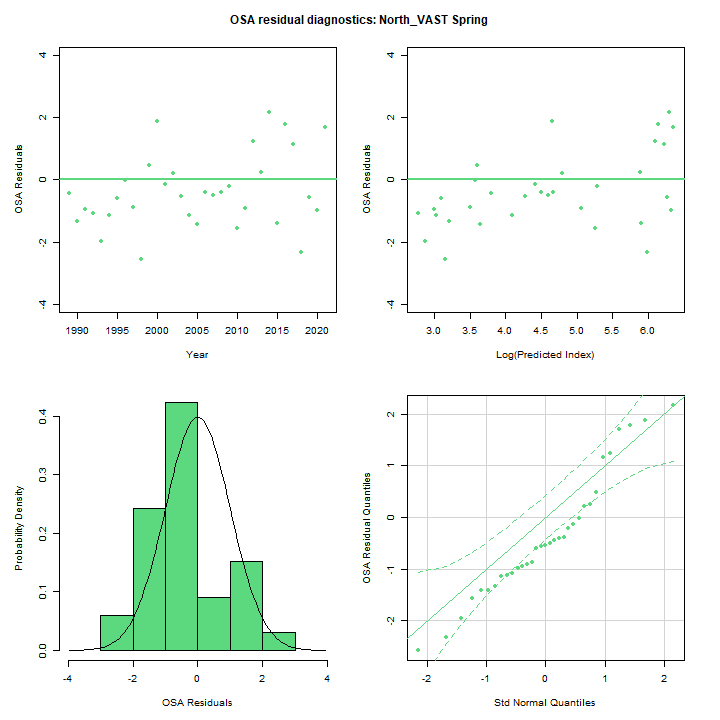 OSA residual diagnostics: North_VAST Spring
4
2
0
-2
-4
OSA Residuals
1990 1995 2000 2005 2010 2015 2020
Year
4
2
0
-2
-4
OSA Residuals
3.0 3.5 4.0 4.5 5.0 5.5 6.0
Log(Predicted Index)
0.4
0.3
0.2
0.1
0.0
Probability Density
-4 -2 0 2 4
OSA Residuals
2
1
0
-1
-2
OSA Residual Quantiles
-2 -1 0 1 2
Std Normal Quantiles